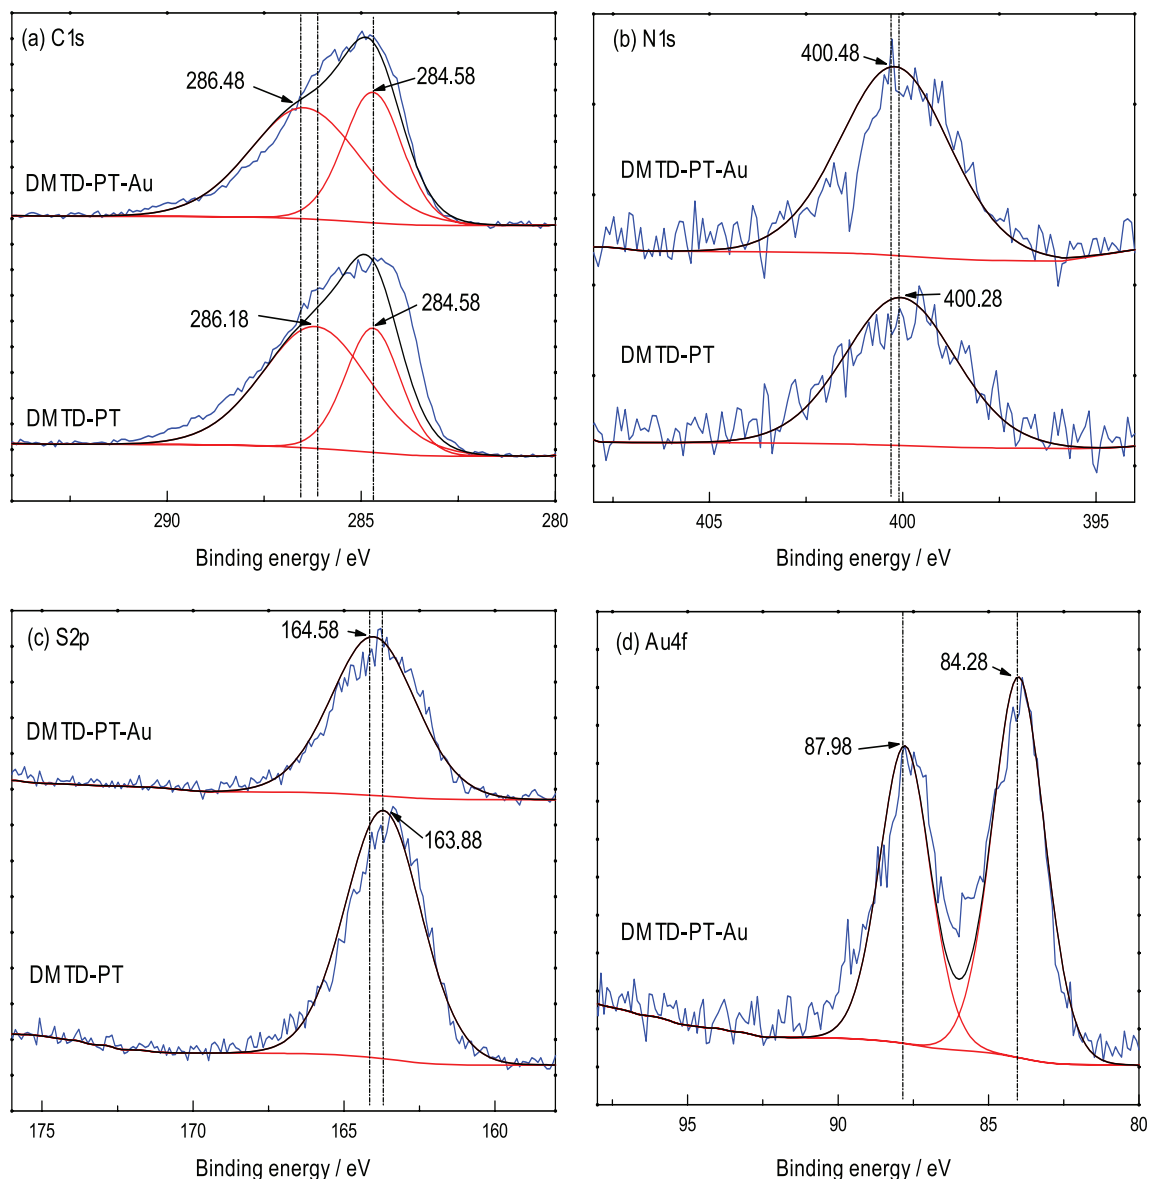 (a) C1s
286.48
284.58
DMTD-PT-Au
286.18
284.58
DMTD-PT
290
285
280
Binding energy / eV
(b) N1s
400.48
DMTD-PT-Au
400.28
DMTD-PT
405
400
395
Binding energy / eV
(c) S2p
164.58
DMTD-PT-Au
163.88
DMTD-PT
175
170
165
160
Binding energy / eV
(d) Au4f
84.28
87.98
DMTD-PT-Au
95
90
85
80
Binding energy / eV